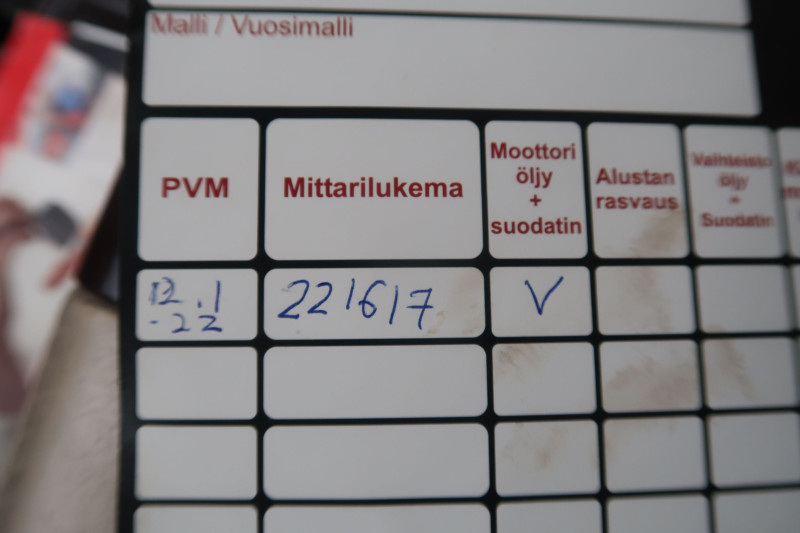 Malli / Vuosimalli
PVM
Mittarilukema
Moottori
öljy
+
suodatin
Alustan
rasvaus
Vaihteisto
öljy
+
Suodatin
12.1
-22
221617
V